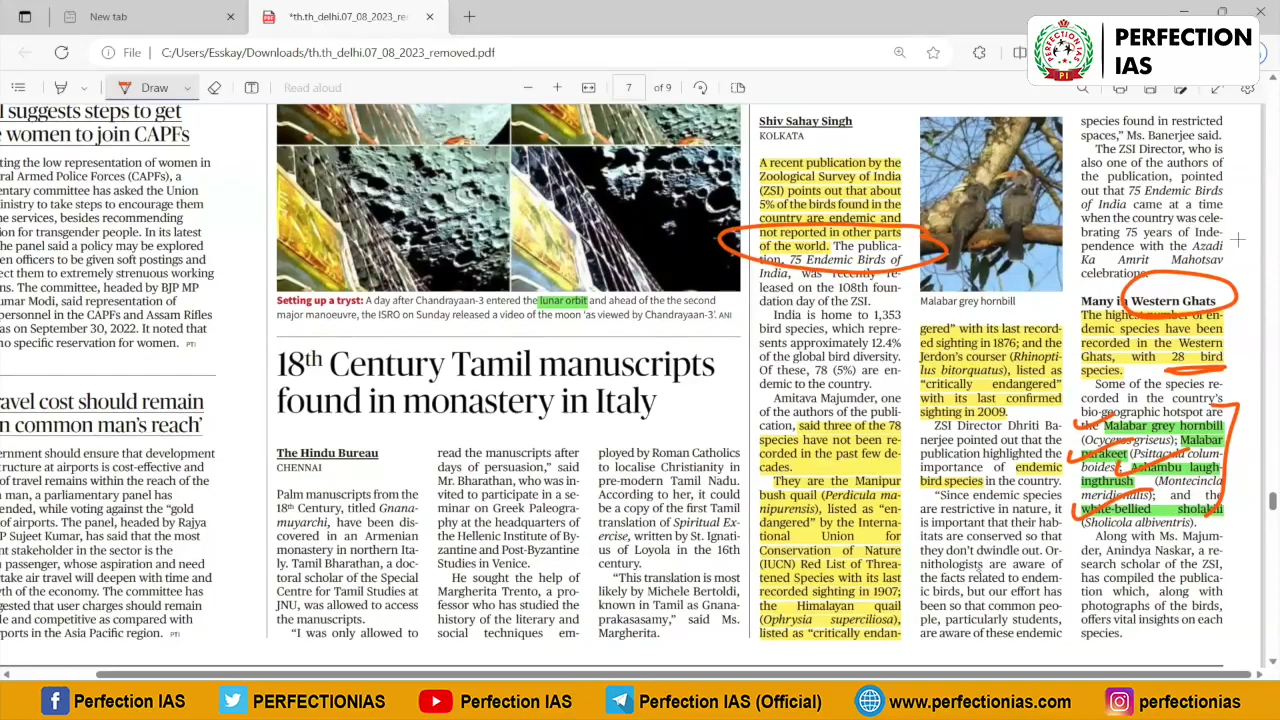 New tab
*th.th_delhi.07_08_2023_remo
PERFECTION
IAS
File
C:/Users/Esskay/Downloads/th.th_delhi.07_08_2023_removed.pdf
Draw
Read aloud
7
of 9
l suggests steps to get
e women to join CAPFs
ting the low representation of women in
ral Armed Police Forces (CAPFs), a
entary committee has asked the Union
inistry to take steps to encourage them
he services, besides recommending
ion for transgender people. In its latest
he panel said a policy may be explored
en officers to be given soft postings and
ect them to extremely strenuous working
ns. The committee, headed by BJP MP
umar Modi, said representation of
personnel in the CAPFs and Assam Rifles
as on September 30, 2022. It noted that
no specific reservation for women. PTI
ravel cost should remain
n common man's reach'
ernment should ensure that development
structure at airports is cost-effective and
of travel remains within the reach of the
man, a parliamentary panel has
ended, while voting against the "gold
of airports. The panel, headed by Rajya
P Sujeet Kumar, has said that the most
nt stakeholder in the sector is the
passenger, whose aspiration and need
rtake air travel will deepen with time and
wth of the economy. The committee has
gested that user charges should remain
le and competitive as compared with
rports in the Asia Pacific region. PTI
Setting up a tryst: A day after Chandrayaan-3 entered the lunar orbit and ahead of the the second
major manoeuvre, the ISRO on Sunday released a video of the moon 'as viewed by Chandrayaan-3'. ANI
18th Century Tamil manuscripts
found in monastery in Italy
The Hindu Bureau
CHENNAI
Palm manuscripts from the
18th Century, titled Gnana-
muyarchi, have been dis-
covered in an Armenian
monastery in northern Ita-
ly. Tamil Bharathan, a doc-
toral scholar of the Special
Centre for Tamil Studies at
JNU, was allowed to access
the manuscripts.
"I was only allowed to
read the manuscripts after
days of persuasion," said
Mr. Bharathan, who was in-
vited to participate in a se-
minar on Greek Paleogra-
phy at the headquarters of
the Hellenic Institute of By-
zantine and Post-Byzantine
Studies in Venice.
He sought the help of
Margherita Trento, a pro-
fessor who has studied the
history of the literary and
social techniques em-
ployed by Roman Catholics
to localise Christianity in
pre-modern Tamil Nadu.
According to her, it could
be a copy of the first Tamil
translation of Spiritual Ex-
ercise, written by St. Ignati-
us of Loyola in the 16th
century.
"This translation is most
likely by Michele Bertoldi,
known in Tamil as Gnana-
prakasasamy," said Ms.
Margherita.
Shiv Sahay Singh
KOLKATA
A recent publication by the
Zoological Survey of India
(ZSI) points out that about
5% of the birds found in the
country are endemic and
not reported in other parts
of the world. The publica-
tion, 75 Endemic Birds of
India, was recently re-
leased on the 108th foun-
dation day of the ZSI.
India is home to 1,353
bird species, which repre-
sents approximately 12.4%
of the global bird diversity.
Of these, 78 (5%) are en-
demic to the country.
Amitava Majumder, one
of the authors of the publi-
cation, said three of the 78
species have not been re-
corded in the past few de-
cades.
They are the Manipur
bush quail (Perdicula ma-
nipurensis), listed as "en-
dangered" by the Interna-
tional Union for
Conservation of Nature
(IUCN) Red List of Threa-
tened Species with its last
recorded sighting in 1907;
the Himalayan quail
(Ophrysia superciliosa),
listed as "critically endan-
Malabar grey hornbill
gered" with its last record-
ed sighting in 1876; and the
Jerdon's courser (Rhinopti-
lus bitorquatus), listed as
"critically endangered"
with its last confirmed
sighting in 2009.
ZSI Director Dhriti Ba-
nerjee pointed out that the
publication highlighted the
importance of endemic
bird species in the country.
"Since endemic species
are restrictive in nature, it
is important that their hab-
itats are conserved so that
they don't dwindle out. Or-
nithologists are aware of
the facts related to endem-
ic birds, but our effort has
been so that common peo-
ple, particularly students,
are aware of these endemic
species found in restricted
spaces," Ms. Banerjee said.
The ZSI Director, who is
also one of the authors of
the publication, pointed
out that 75 Endemic Birds
of India came at a time
when the country was cele-
brating 75 years of Inde-
pendence with the Azadi
Ka Amrit Mahotsav
celebrations.
Many in Western Ghats
The highest number of en-
demic species have been
recorded in the Western
Ghats, with 28 bird
species.
Some of the species re-
corded in the country's
bio-geographic hotspot are
the Malabar grey hornbill
(Ocyceros griseus); Malabar
parakeet (Psittacula colum-
boides); Ashambu laugh-
ingthrush (Montecincla
meridionalis); and the
white-bellied sholakili
(Sholicola albiventris).
Along with Ms. Majum-
der, Anindya Naskar, a re-
search scholar of the ZSI,
has compiled the publica-
tion which, along with
photographs of the birds,
offers vital insights on each
species.
Perfection IAS
PERFECTIONIAS
Perfection IAS
Perfection IAS (Official)
www.perfectionias.com
perfectionias